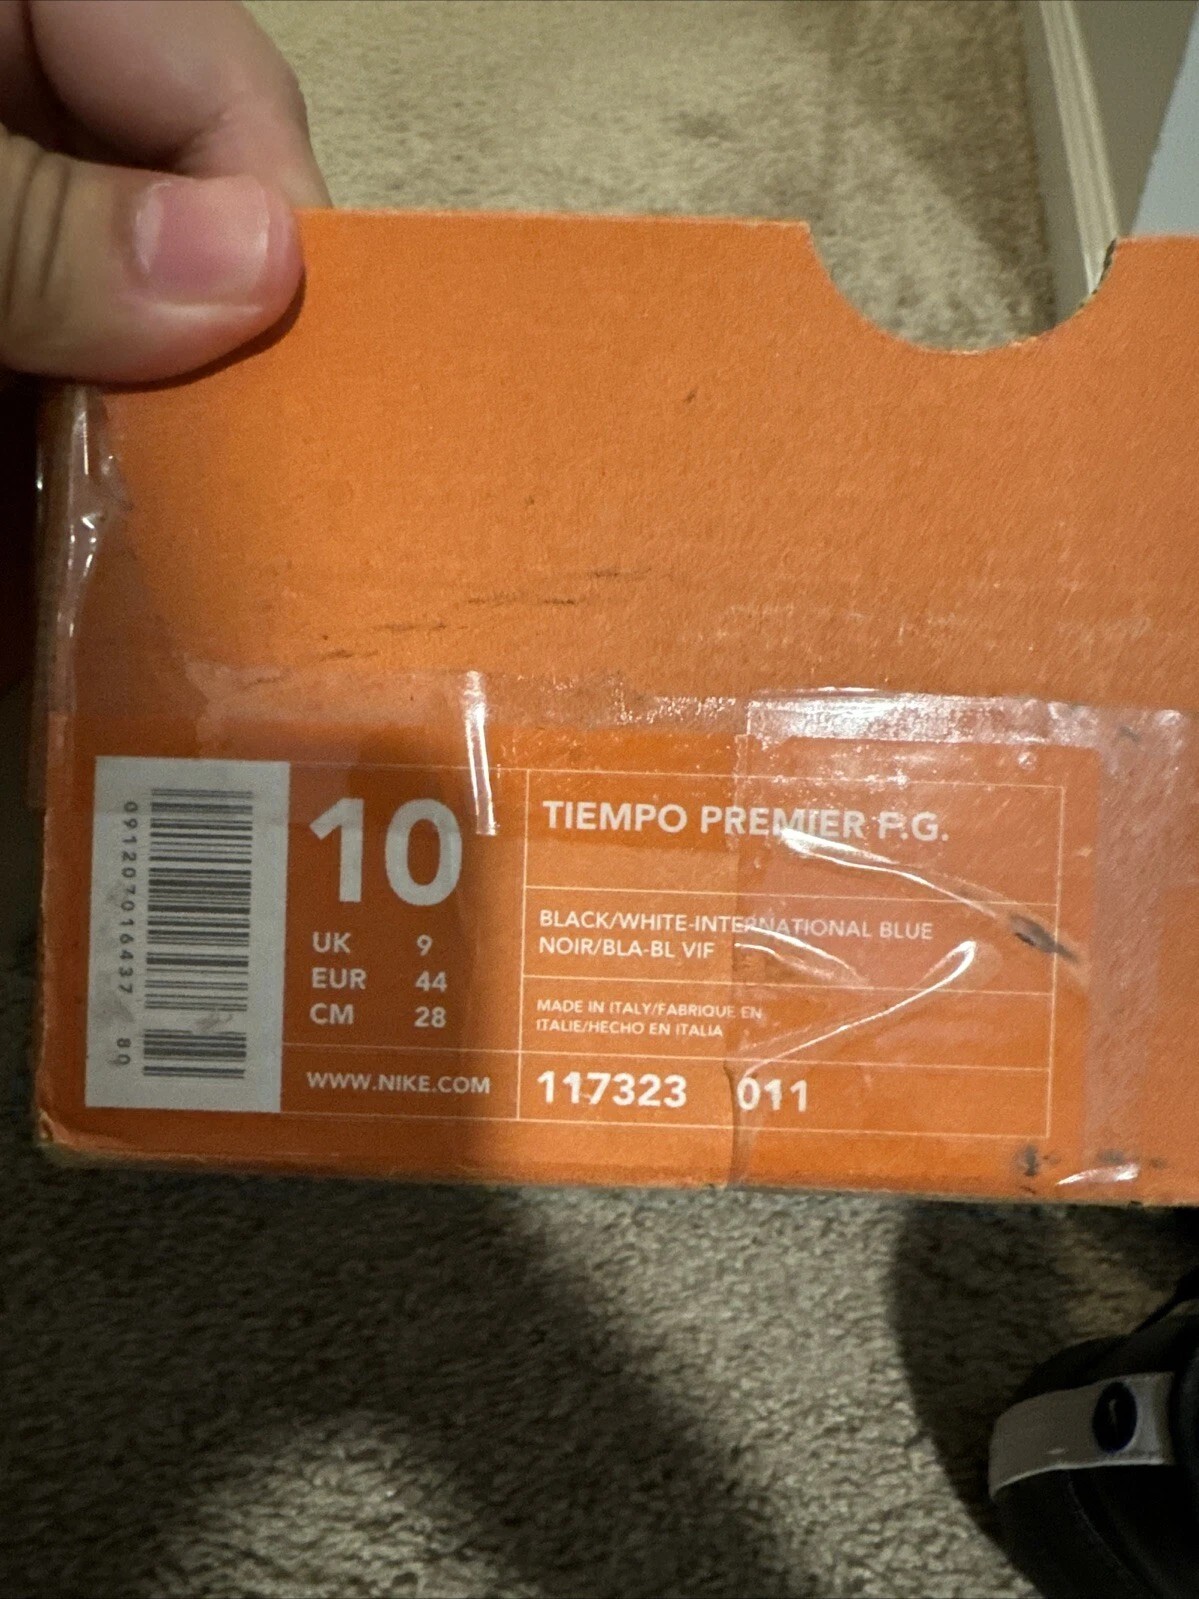 091207016437 80
10
UK 9
EUR 44
CM 28
WWW.NIKE.COM
TIEMPO PREMIER F.G.
BLACK/WHITE-INTERNATIONAL BLUE
NOIR/BLA-BL VIF
MADE IN ITALY/FABRIQUE EN
ITALIE/HECHO EN ITALIA
117323 011